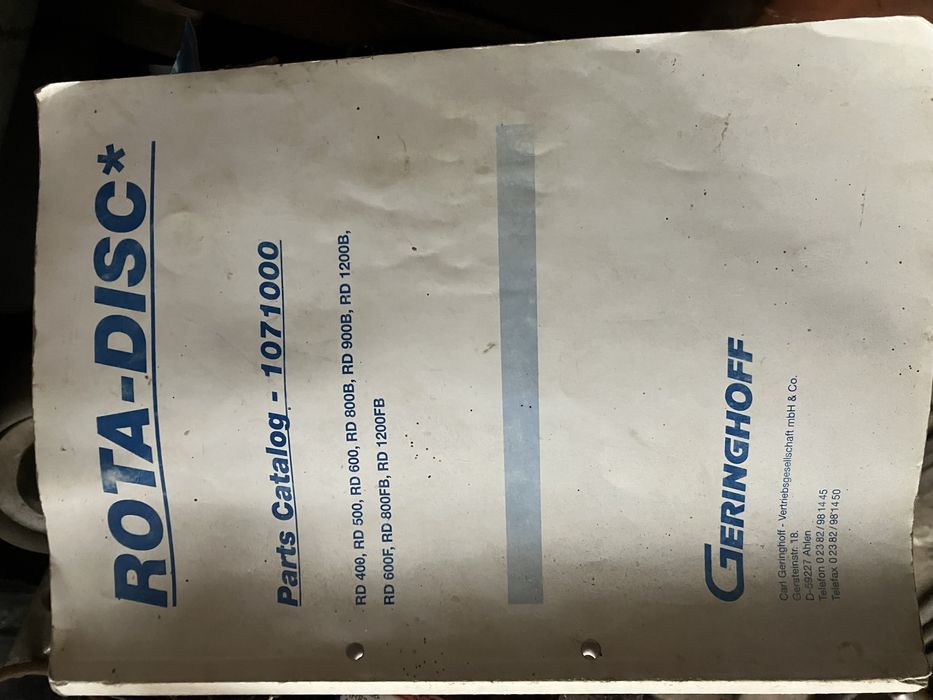 ROTA-DISC*
Parts Catalog - 1071000
RD 400, RD 500, RD 600, RD 800B, RD 900B, RD 1200B,
RD 600F, RD 800FB, RD 1200FB
GERINGHOFF
Carl Geringhoff - Vertriebsgesellschaft mbH & Co.
Gersteinstr. 18.
D-59227 Ahlen
Telefon 0 23 82 / 98 14 45
Telefax 0 23 82 / 98 14 50